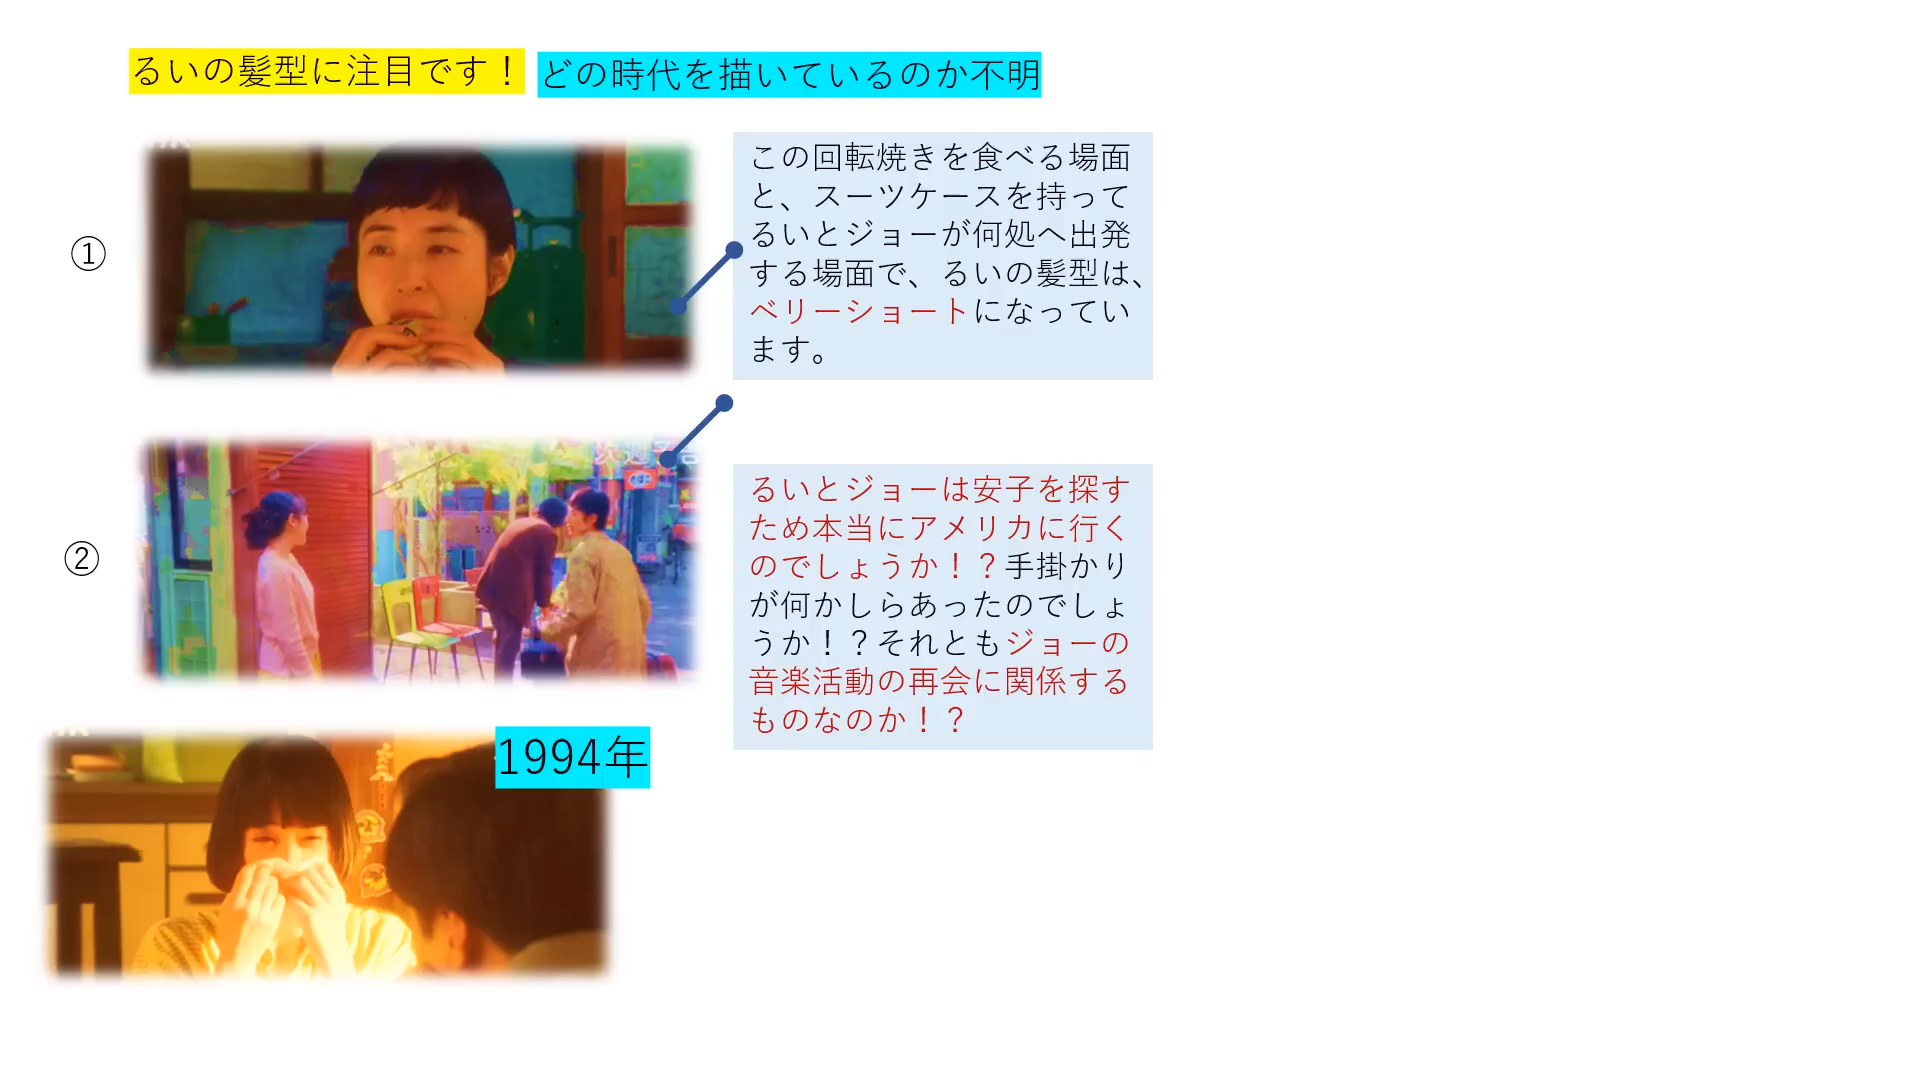 るいの髪型に注目です！
どの時代を描いているのか不明
①
この回転焼きを食べる場面
と、スーツケースを持って
るいとジョーが何処へ出発
する場面で、るいの髪型は、
ベリーショートになってい
ます。
②
るいとジョーは安子を探す
ため本当にアメリカに行く
のでしょうか！？手掛かり
が何かしらあったのでしょ
うか！？それともジョーの
音楽活動の再会に関係する
ものなのか！？
1994年